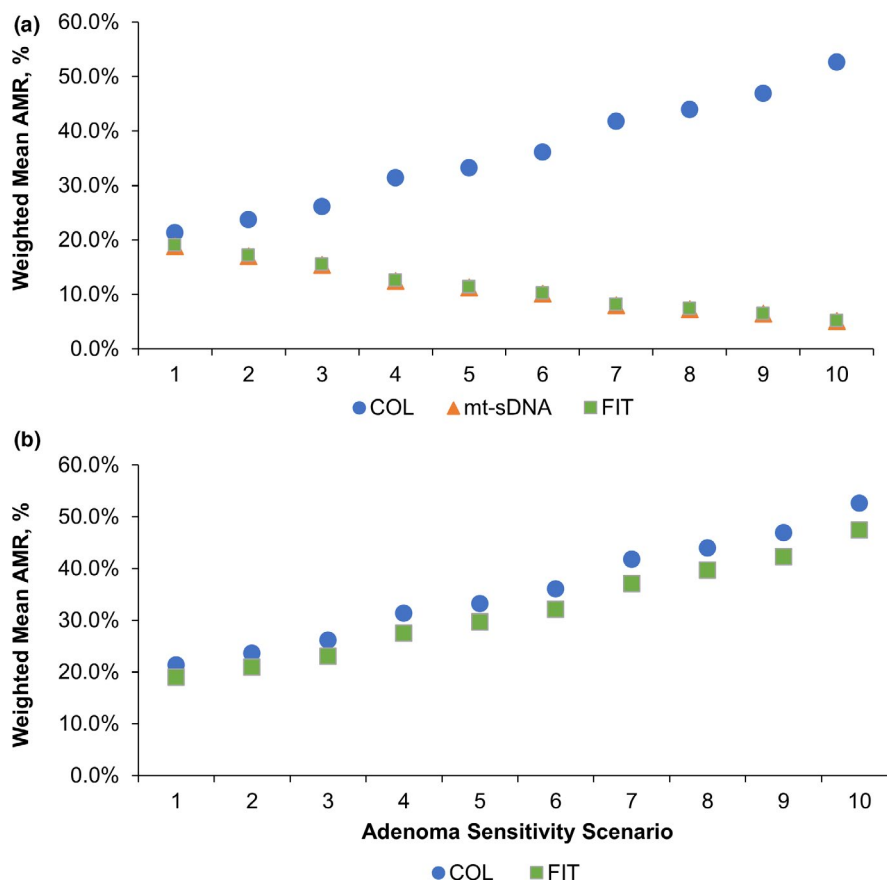 (a)
Weighted Mean AMR, %
60.0%
50.0%
40.0%
30.0%
20.0%
10.0%
0.0%
1 2 3 4 5 6 7 8 9 10
COL mt-sDNA FIT
(b)
Weighted Mean AMR, %
60.0%
50.0%
40.0%
30.0%
20.0%
10.0%
0.0%
1 2 3 4 5 6 7 8 9 10
Adenoma Sensitivity Scenario
COL FIT